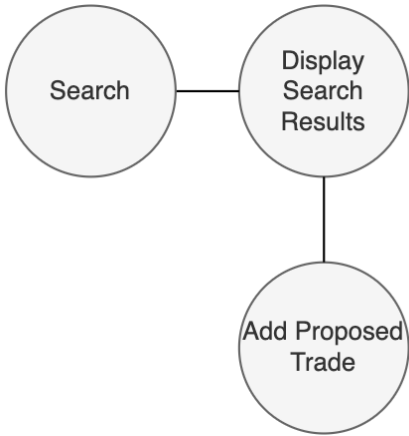 Search
Display
Search
Results
Add Proposed
Trade